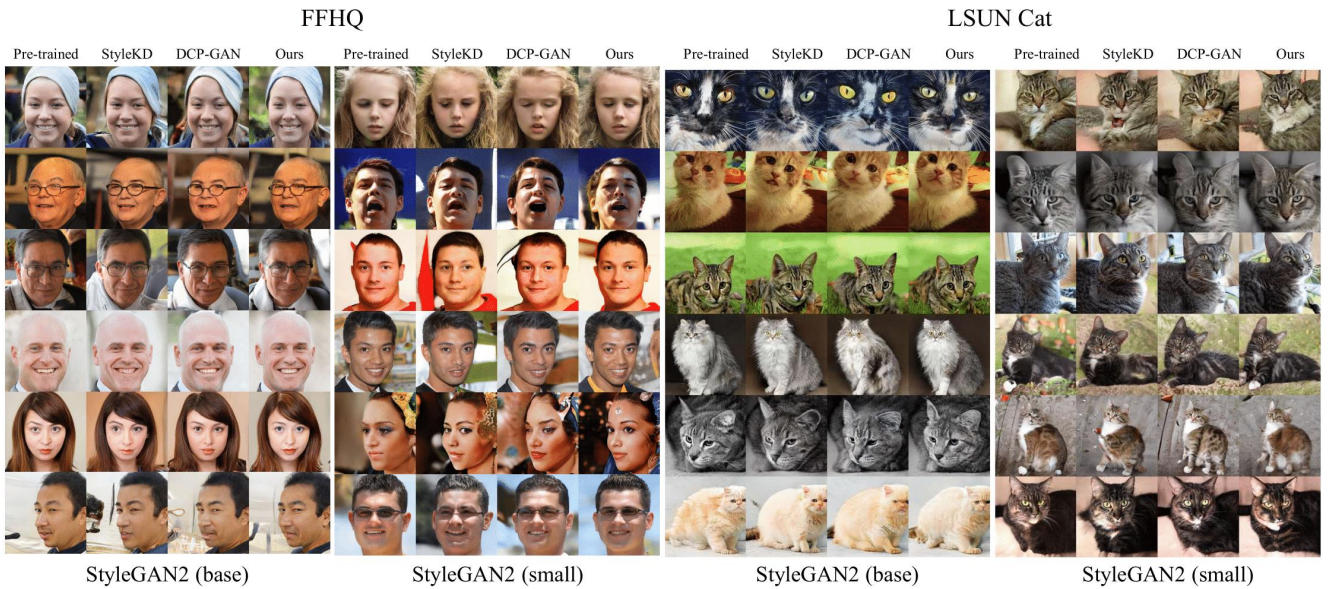 FFHQ LSUN Cat
Pre-trained StyleKD DCP-GAN Ours Pre-trained StyleKD DCP-GAN Ours Pre-trained StyleKD DCP-GAN Ours Pre-trained StyleKD DCP-GAN Ours
StyleGAN2 (base) StyleGAN2 (small) StyleGAN2 (base) StyleGAN2 (small)